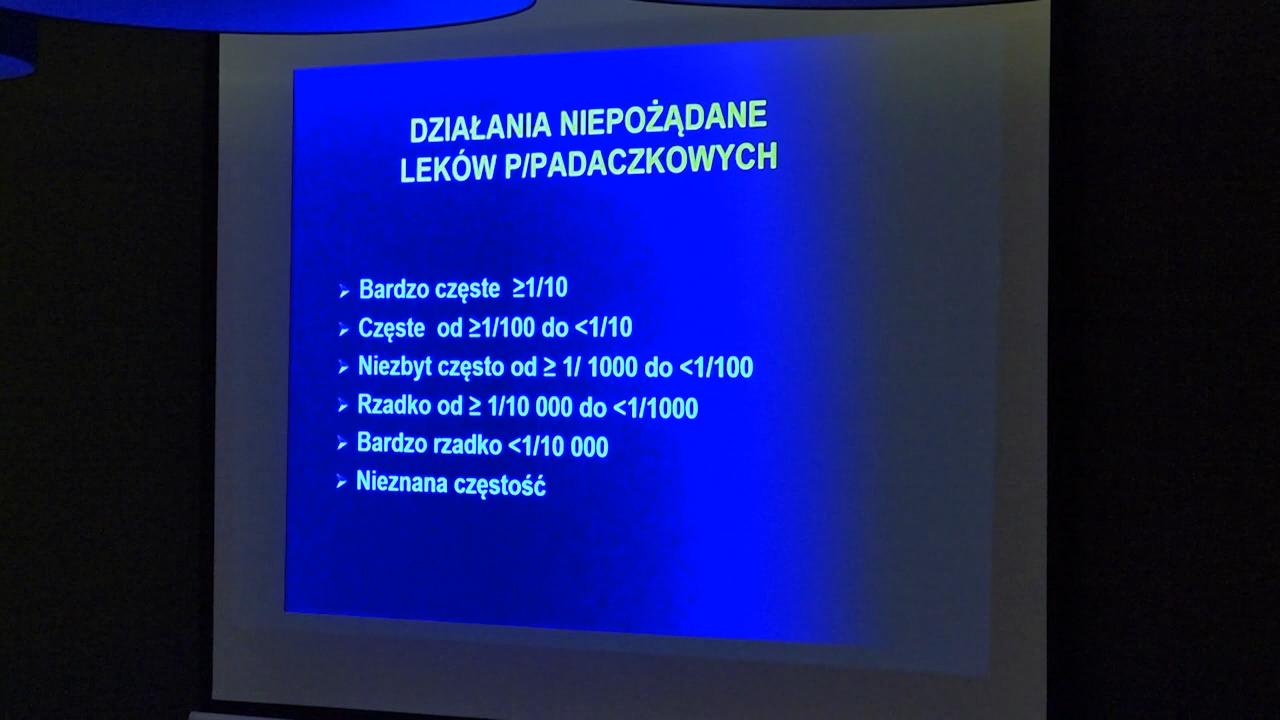 DZIAŁANIA NIEPOŻĄDANE
LEKÓW P/PADACZKOWYCH
➢ Bardzo częste ≥1/10
➢ Częste od ≥1/100 do <1/10
➢ Niezbyt często od ≥ 1/ 1000 do <1/100
➢ Rzadko od ≥ 1/10 000 do <1/1000
➢ Bardzo rzadko <1/10 000
➢ Nieznana częstość